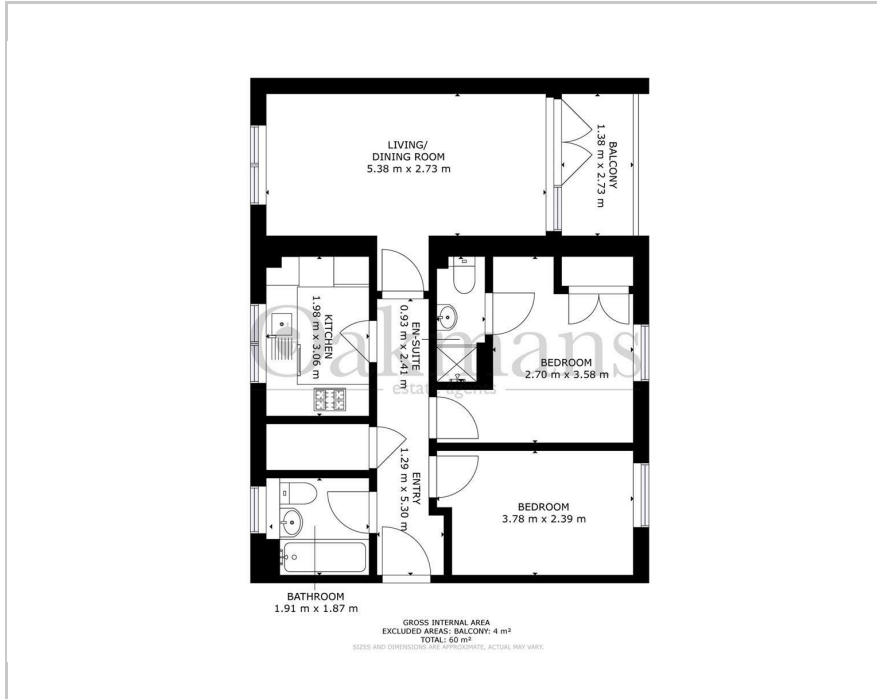 LIVING/
DINING ROOM
5.38 m x 2.73 m
BALCONY
1.38 m x 2.73 m
KITCHEN
1.98 m x 3.06 m
EN-SUITE
0.93 m x 2.41 m
Oakmans
estate agents
BEDROOM
2.70 m x 3.58 m
ENTRY
1.29 m x 5.30 m
BEDROOM
3.78 m x 2.39 m
BATHROOM
1.91 m x 1.87 m
GROSS INTERNAL AREA
EXCLUDED AREAS: BALCONY: 4 m²
TOTAL: 60 m²
SIZES AND DIMENSIONS ARE APPROXIMATE, ACTUAL MAY VARY.